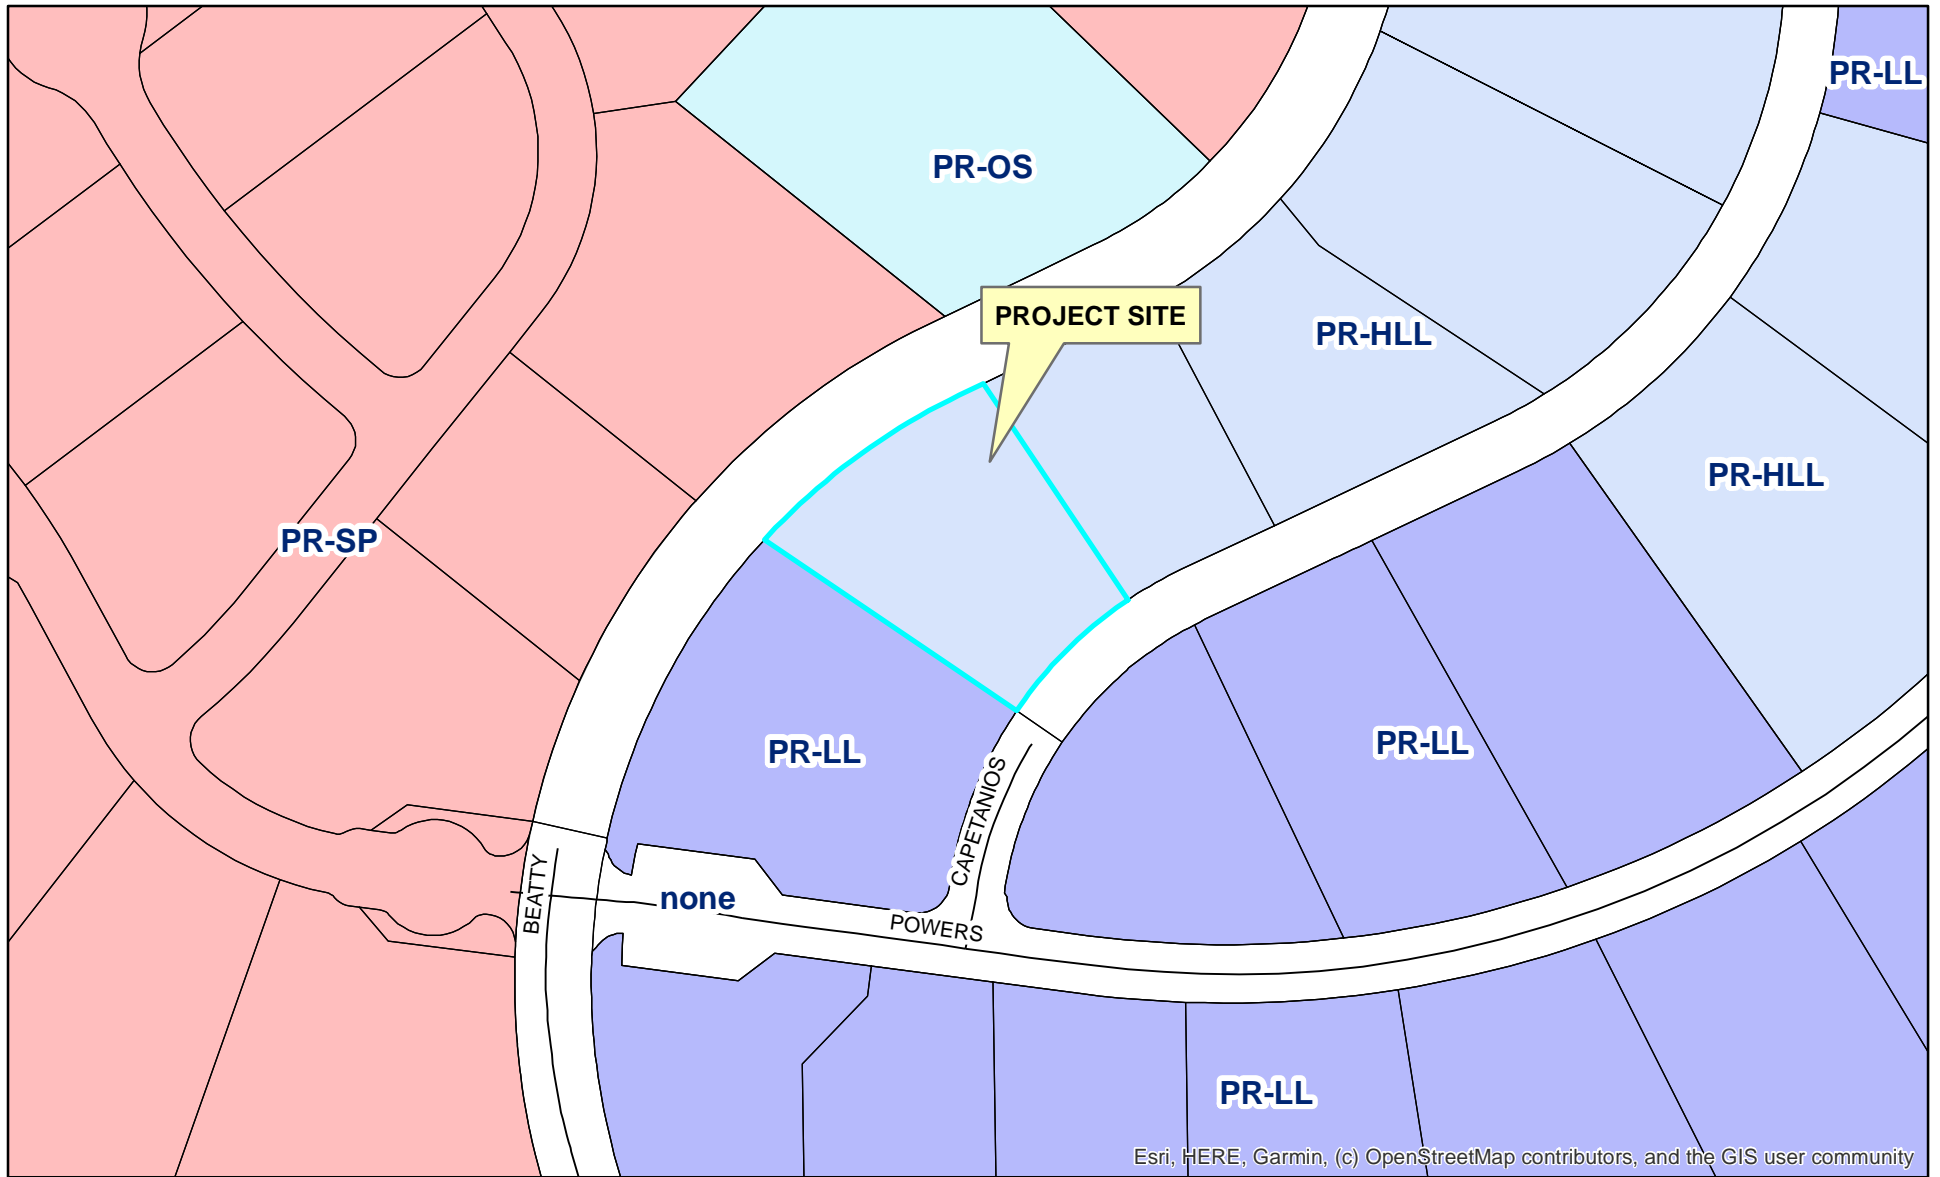 PR-LL
PR-OS
PROJECT SITE
PR-HLL
PR-HLL
PR-SP
PR-LL
PR-LL
CAPETANIOS
BEATTY
none
POWERS
PR-LL
Esri, HERE, Garmin, (c) OpenStreetMap contributors, and the GIS user community